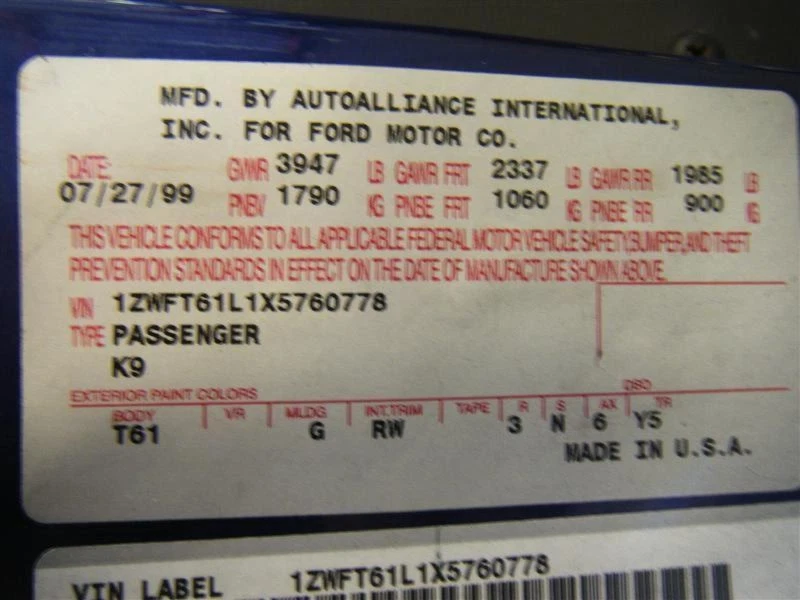 MFD. BY AUTOALLIANCE INTERNATIONAL,
INC. FOR FORD MOTOR CO.
DATE: GVWR 3947 LB GAWR FRT 2337 LB GAWR RR 1985 LB
07/27/99 PNBV 1790 KG PNBE FRT 1060 KG PNBE RR 900 KG
THIS VEHICLE CONFORMS TO ALL APPLICABLE FEDERAL MOTOR VEHICLE SAFETY, BUMPER, AND THEFT
PREVENTION STANDARDS IN EFFECT ON THE DATE OF MANUFACTURE SHOWN ABOVE.
VIN 1ZWFT61L1X5760778
TYPE PASSENGER
K9
EXTERIOR PAINT COLORS DSO
BODY VR MLDG INT. TRIM TAPE R S AX TR
T61 G RW 3 N 6 Y5
MADE IN U.S.A.
VIN LABEL 1ZWFT61L1X5760778